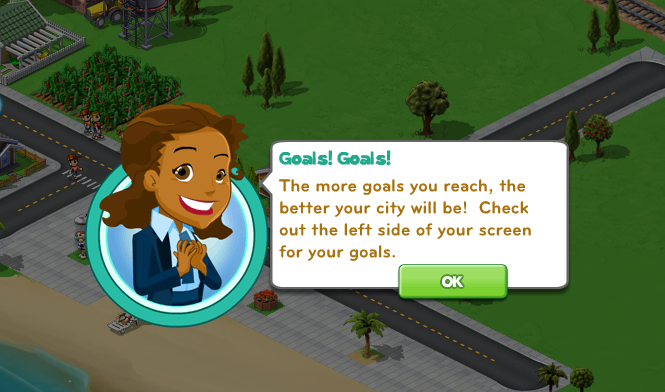 Goals! Goals!
The more goals you reach, the
better your city will be!  Check
out the left side of your screen
for your goals.
OK